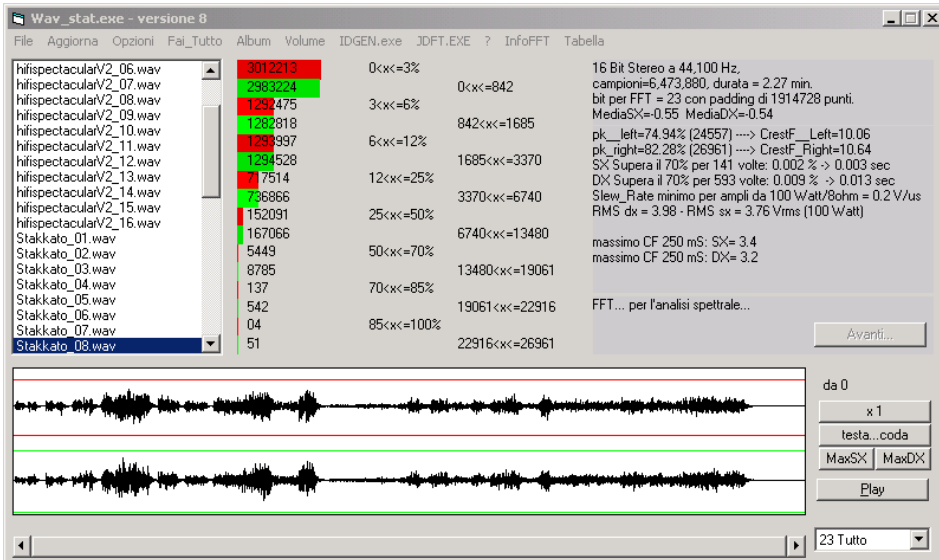 Wav_stat.exe - versione 8
File Aggiorna Opzioni Fai_Tutto Album Volume IDGEN.exe JDFT.EXE ? InfoFFT Tabella
hifispectacularV2_06.wav
hifispectacularV2_07.wav
hifispectacularV2_08.wav
hifispectacularV2_09.wav
hifispectacularV2_10.wav
hifispectacularV2_11.wav
hifispectacularV2_12.wav
hifispectacularV2_13.wav
hifispectacularV2_14.wav
hifispectacularV2_15.wav
hifispectacularV2_16.wav
Stakkato_01.wav
Stakkato_02.wav
Stakkato_03.wav
Stakkato_04.wav
Stakkato_05.wav
Stakkato_06.wav
Stakkato_07.wav
Stakkato_08.wav
3012213 0<x<=3%
2983224 0<x<=842
1292475 3<x<=6%
1282818 842<x<=1685
1293997 6<x<=12%
1294528 1685<x<=3370
717514 12<x<=25%
736866 3370<x<=6740
152091 25<x<=50%
167066 6740<x<=13480
5449 50<x<=70%
8785 13480<x<=19061
137 70<x<=85%
542 19061<x<=22916
04 85<x<=100%
51 22916<x<=26961
16 Bit Stereo a 44,100 Hz,
campioni=6,473,880, durata = 2.27 min.
bit per FFT = 23 con padding di 1914728 punti.
MediaSX=-0.55 MediaDX=-0.54
pk__left=74.94% (24557) ----> CrestF__Left=10.06
pk_right=82.28% (26961) ----> CrestF_Right=10.64
SX Supera il 70% per 141 volte: 0.002 % -> 0.003 sec
DX Supera il 70% per 593 volte: 0.009 % -> 0.013 sec
Slew_Rate minimo per ampli da 100 Watt/8ohm = 0.2 V/us
RMS dx = 3.98 - RMS sx = 3.76 Vrms (100 Watt)
massimo CF 250 mS: SX= 3.4
massimo CF 250 mS: DX= 3.2
FFT... per l'analisi spettrale...
Avanti...
da 0
x 1
testa...coda
MaxSX MaxDX
Play
23 Tutto